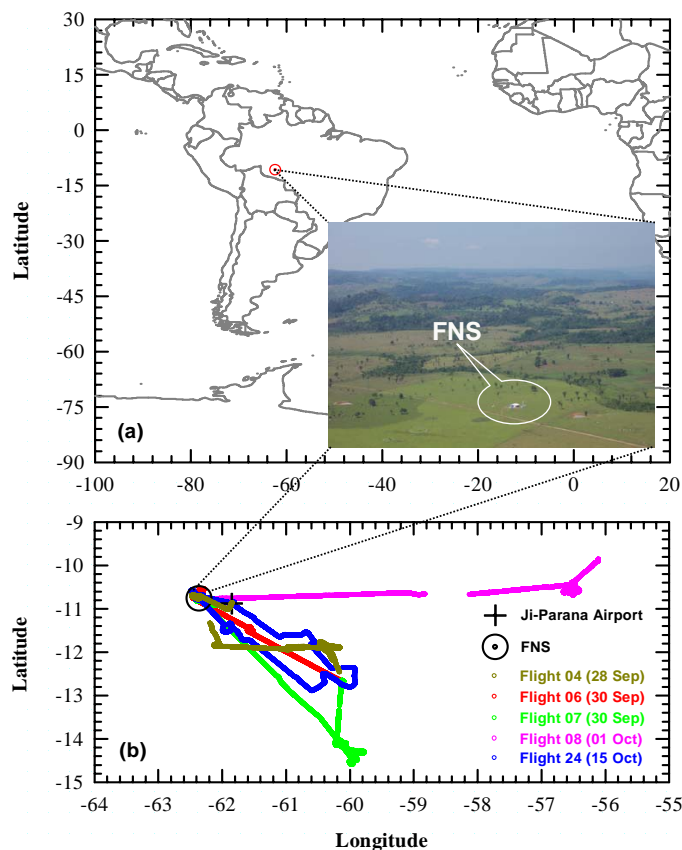 30
15
0
-15
-30
-45
-60
-75
-90
Latitude
FNS
(a)
-100 -80 -60 -40 -20 0 20
-9
-10
-11
-12
-13
-14
-15
Latitude
Ji-Parana Airport
FNS
Flight 04 (28 Sep)
Flight 06 (30 Sep)
Flight 07 (30 Sep)
Flight 08 (01 Oct)
Flight 24 (15 Oct)
(b)
-64 -63 -62 -61 -60 -59 -58 -57 -56 -55
Longitude